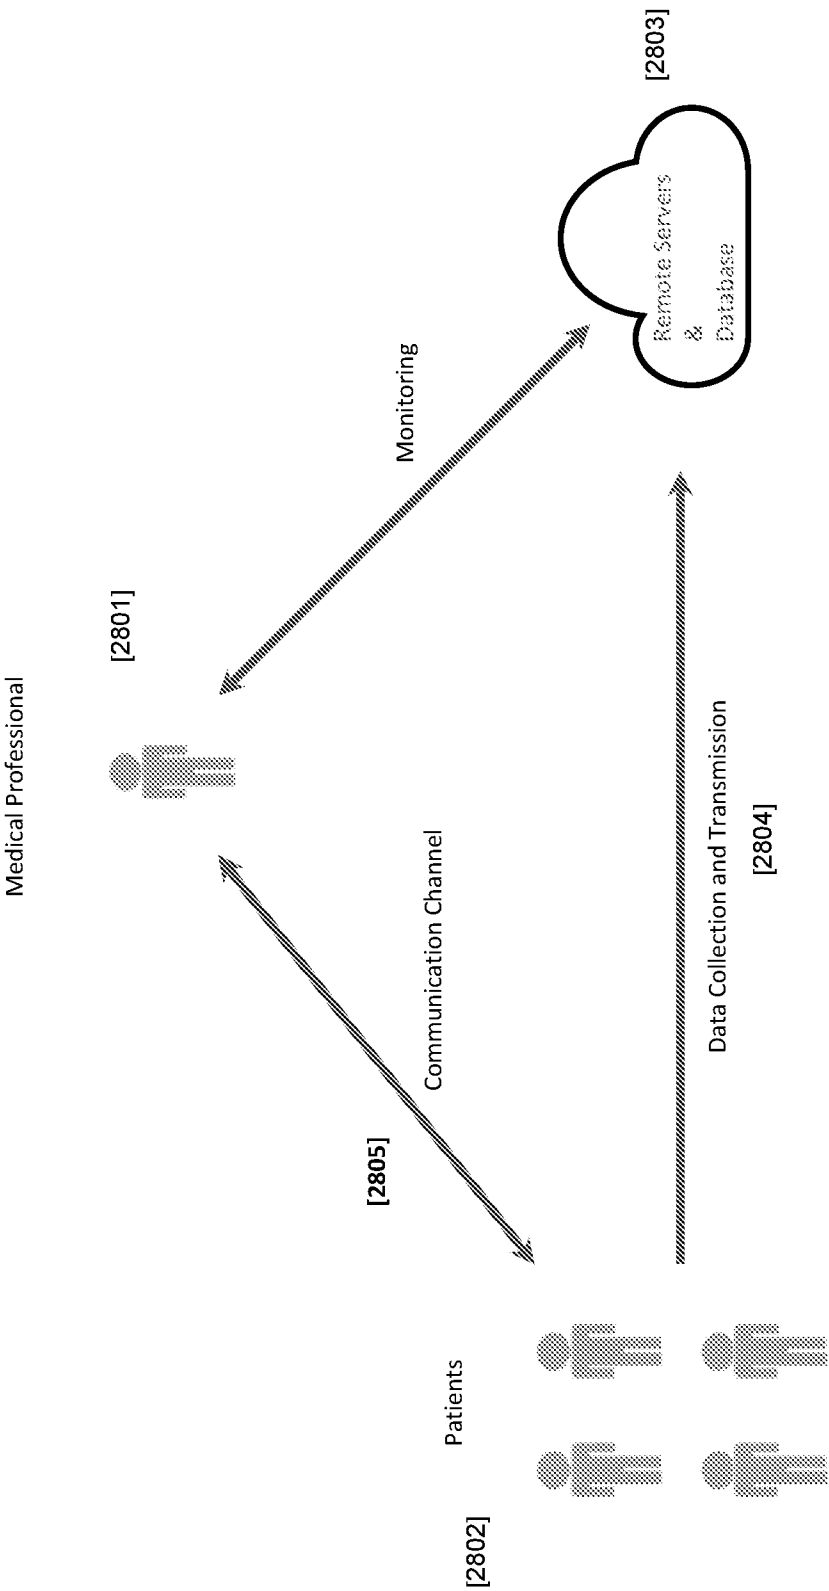 Medical Professional
[2801]
Monitoring
[2803]
Remote Servers
&
Database
Communication Channel
[2805]
Patients
[2802]
Data Collection and Transmission
[2804]